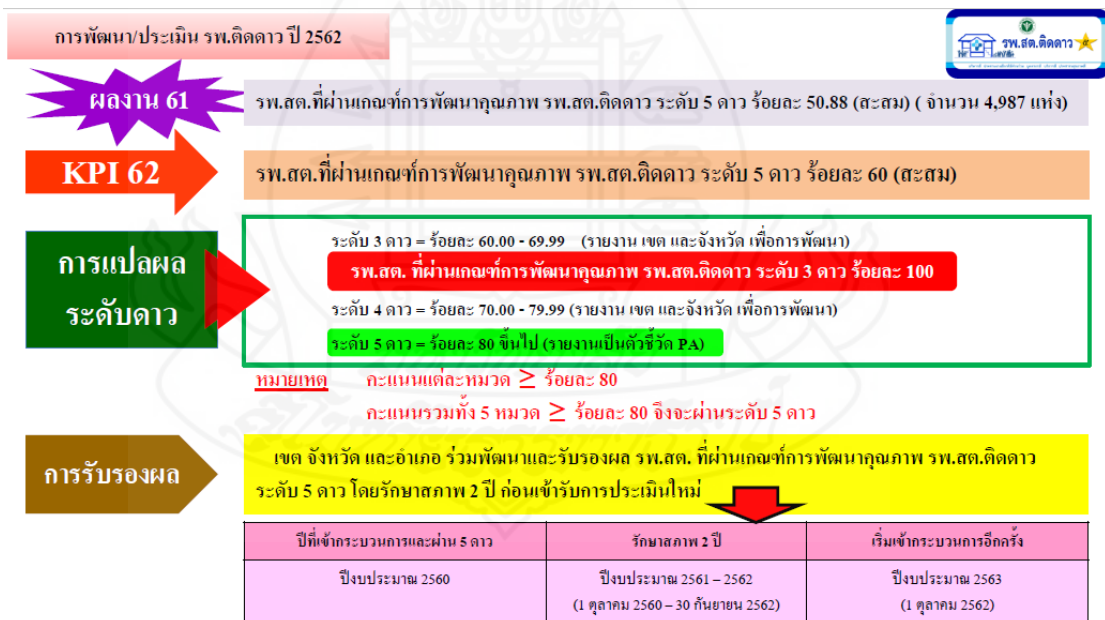 การพัฒนา/ประเมิน รพ.ติดดาว ปี 2562
รพ.สต.ติดดาว
ผลงาน 61
รพ.สต.ที่ผ่านเกณฑ์การพัฒนาคุณภาพ รพ.สต.ติดดาว ระดับ 5 ดาว ร้อยละ 50.88 (สะสม) ( จำนวน 4,987 แห่ง)
KPI 62
รพ.สต.ที่ผ่านเกณฑ์การพัฒนาคุณภาพ รพ.สต.ติดดาว ระดับ 5 ดาว ร้อยละ 60 (สะสม)
การแปลผล
ระดับดาว
ระดับ 3 ดาว = ร้อยละ 60.00 - 69.99 (รายงาน เขต และจังหวัด เพื่อการพัฒนา)
รพ.สต. ที่ผ่านเกณฑ์การพัฒนาคุณภาพ รพ.สต.ติดดาว ระดับ 3 ดาว ร้อยละ 100
ระดับ 4 ดาว = ร้อยละ 70.00 - 79.99 (รายงาน เขต และจังหวัด เพื่อการพัฒนา)
ระดับ 5 ดาว = ร้อยละ 80 ขึ้นไป (รายงานเป็นตัวชี้วัด PA)
หมายเหตุ คะแนนแต่ละหมวด ≥ ร้อยละ 80
คะแนนรวมทั้ง 5 หมวด ≥ ร้อยละ 80 จึงจะผ่านระดับ 5 ดาว
การรับรองผล
เขต จังหวัด และอำเภอ ร่วมพัฒนาและรับรองผล รพ.สต. ที่ผ่านเกณฑ์การพัฒนาคุณภาพ รพ.สต.ติดดาว
ระดับ 5 ดาว โดยรักษาสภาพ 2 ปี ก่อนเข้ารับการประเมินใหม่
ปีที่เข้ากระบวนการและผ่าน 5 ดาว รักษาสภาพ 2 ปี เริ่มเข้ากระบวนการอีกครั้ง
ปีงบประมาณ 2560 ปีงบประมาณ 2561 – 2562 ปีงบประมาณ 2563
(1 ตุลาคม 2560 – 30 กันยายน 2562) (1 ตุลาคม 2562)